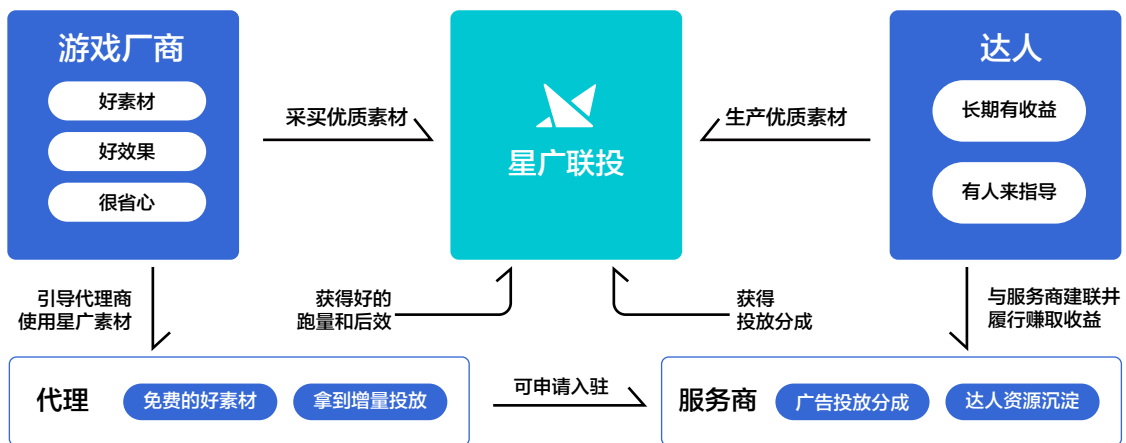 游戏厂商
好素材
好效果
很省心
采买优质素材
星广联投
生产优质素材
达人
长期有收益
有人来指导
引导代理商
使用星广素材
获得好的
跑量和后效
获得
投放分成
与服务商建联井
履行赚取收益
代理
免费的好素材
拿到增量投放
可申请入驻
服务商
广告投放分成
达人资源沉淀